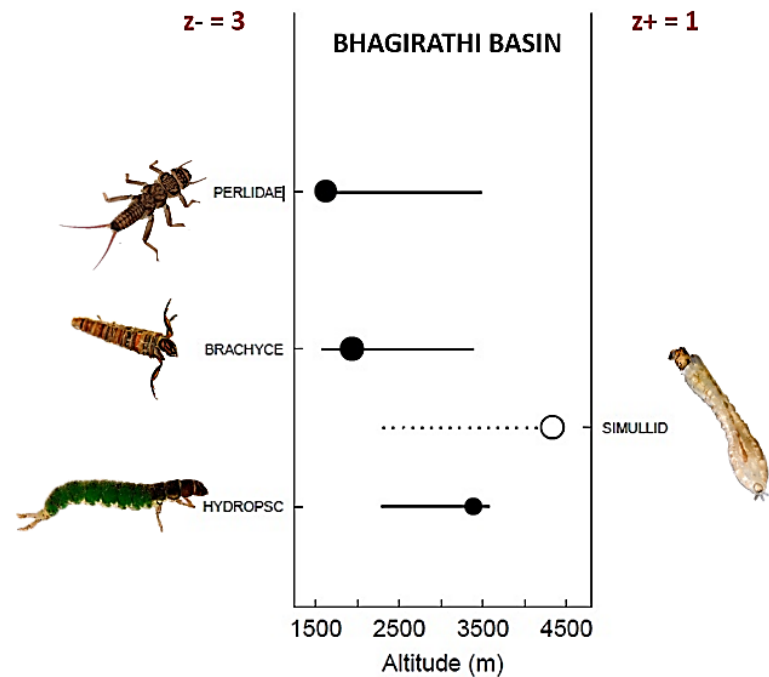 z- = 3
BHAGIRATHI BASIN
z+ = 1
PERLIDAE
BRACHYCE
SIMULLID
HYDROPSC
1500 2500 3500 4500
Altitude (m)